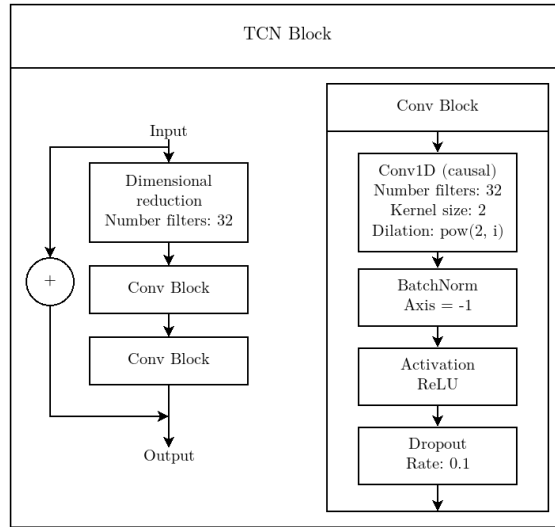 TCN Block
Input
Dimensional
reduction
Number filters: 32
+
Conv Block
Conv Block
Output
Conv Block
Conv1D (causal)
Number filters: 32
Kernel size: 2
Dilation: pow(2, i)
BatchNorm
Axis = -1
Activation
ReLU
Dropout
Rate: 0.1